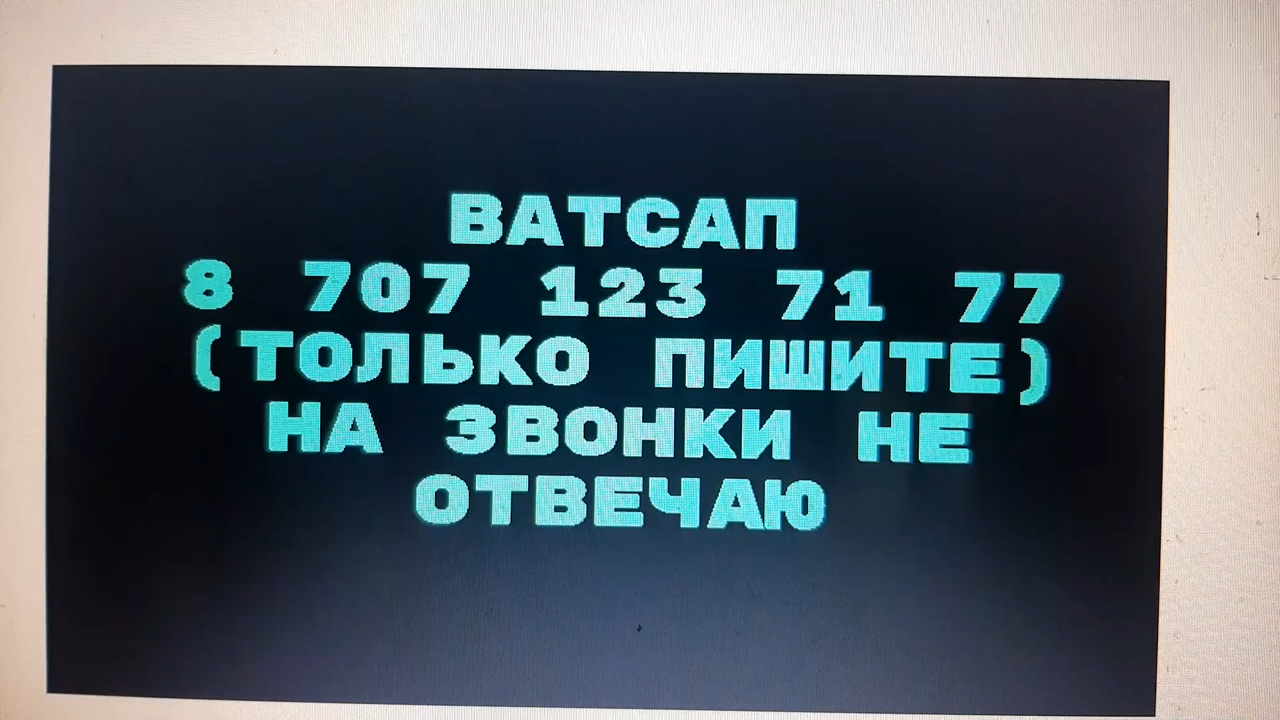 ВАТСАП
8 707 123 71 77
(ТОЛЬКО ПИШИТЕ)
НА ЗВОНКИ НЕ
ОТВЕЧАЮ